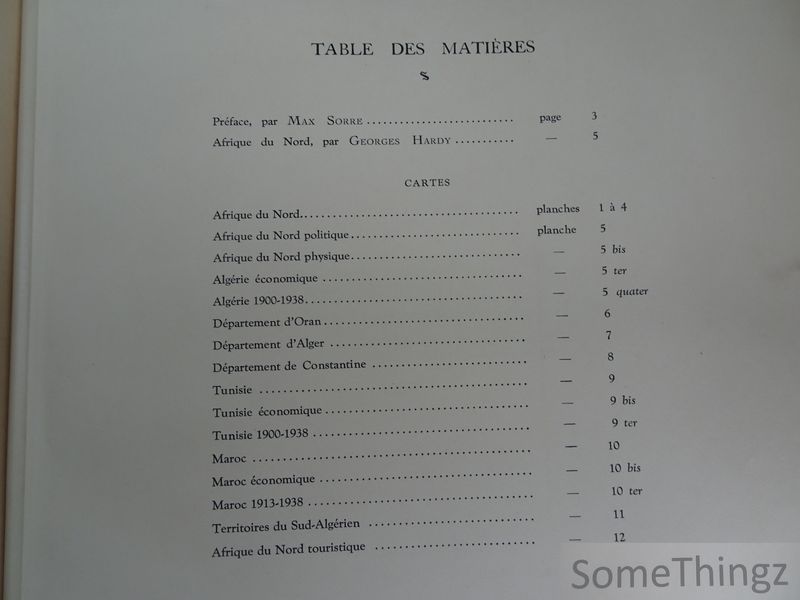 TABLE DES MATIÈRES
Préface, par MAX SORRE .......................... page 3
Afrique du Nord, par GEORGES HARDY ........... — 5
CARTES
Afrique du Nord....................................... planches 1 à 4
Afrique du Nord politique............................... planche 5
Afrique du Nord physique............................... — 5 bis
Algérie économique .................................... — 5 ter
Algérie 1900-1938....................................... — 5 quater
Département d'Oran.................................... — 6
Département d'Alger ................................... — 7
Département de Constantine ........................... — 8
Tunisie ................................................ — 9
Tunisie économique..................................... — 9 bis
Tunisie 1900-1938 ....................................... — 9 ter
Maroc .................................................. — 10
Maroc économique ...................................... — 10 bis
Maroc 1913-1938 ........................................ — 10 ter
Territoires du Sud-Algérien ............................. — 11
Afrique du Nord touristique ............................ — 12
SomeThingz